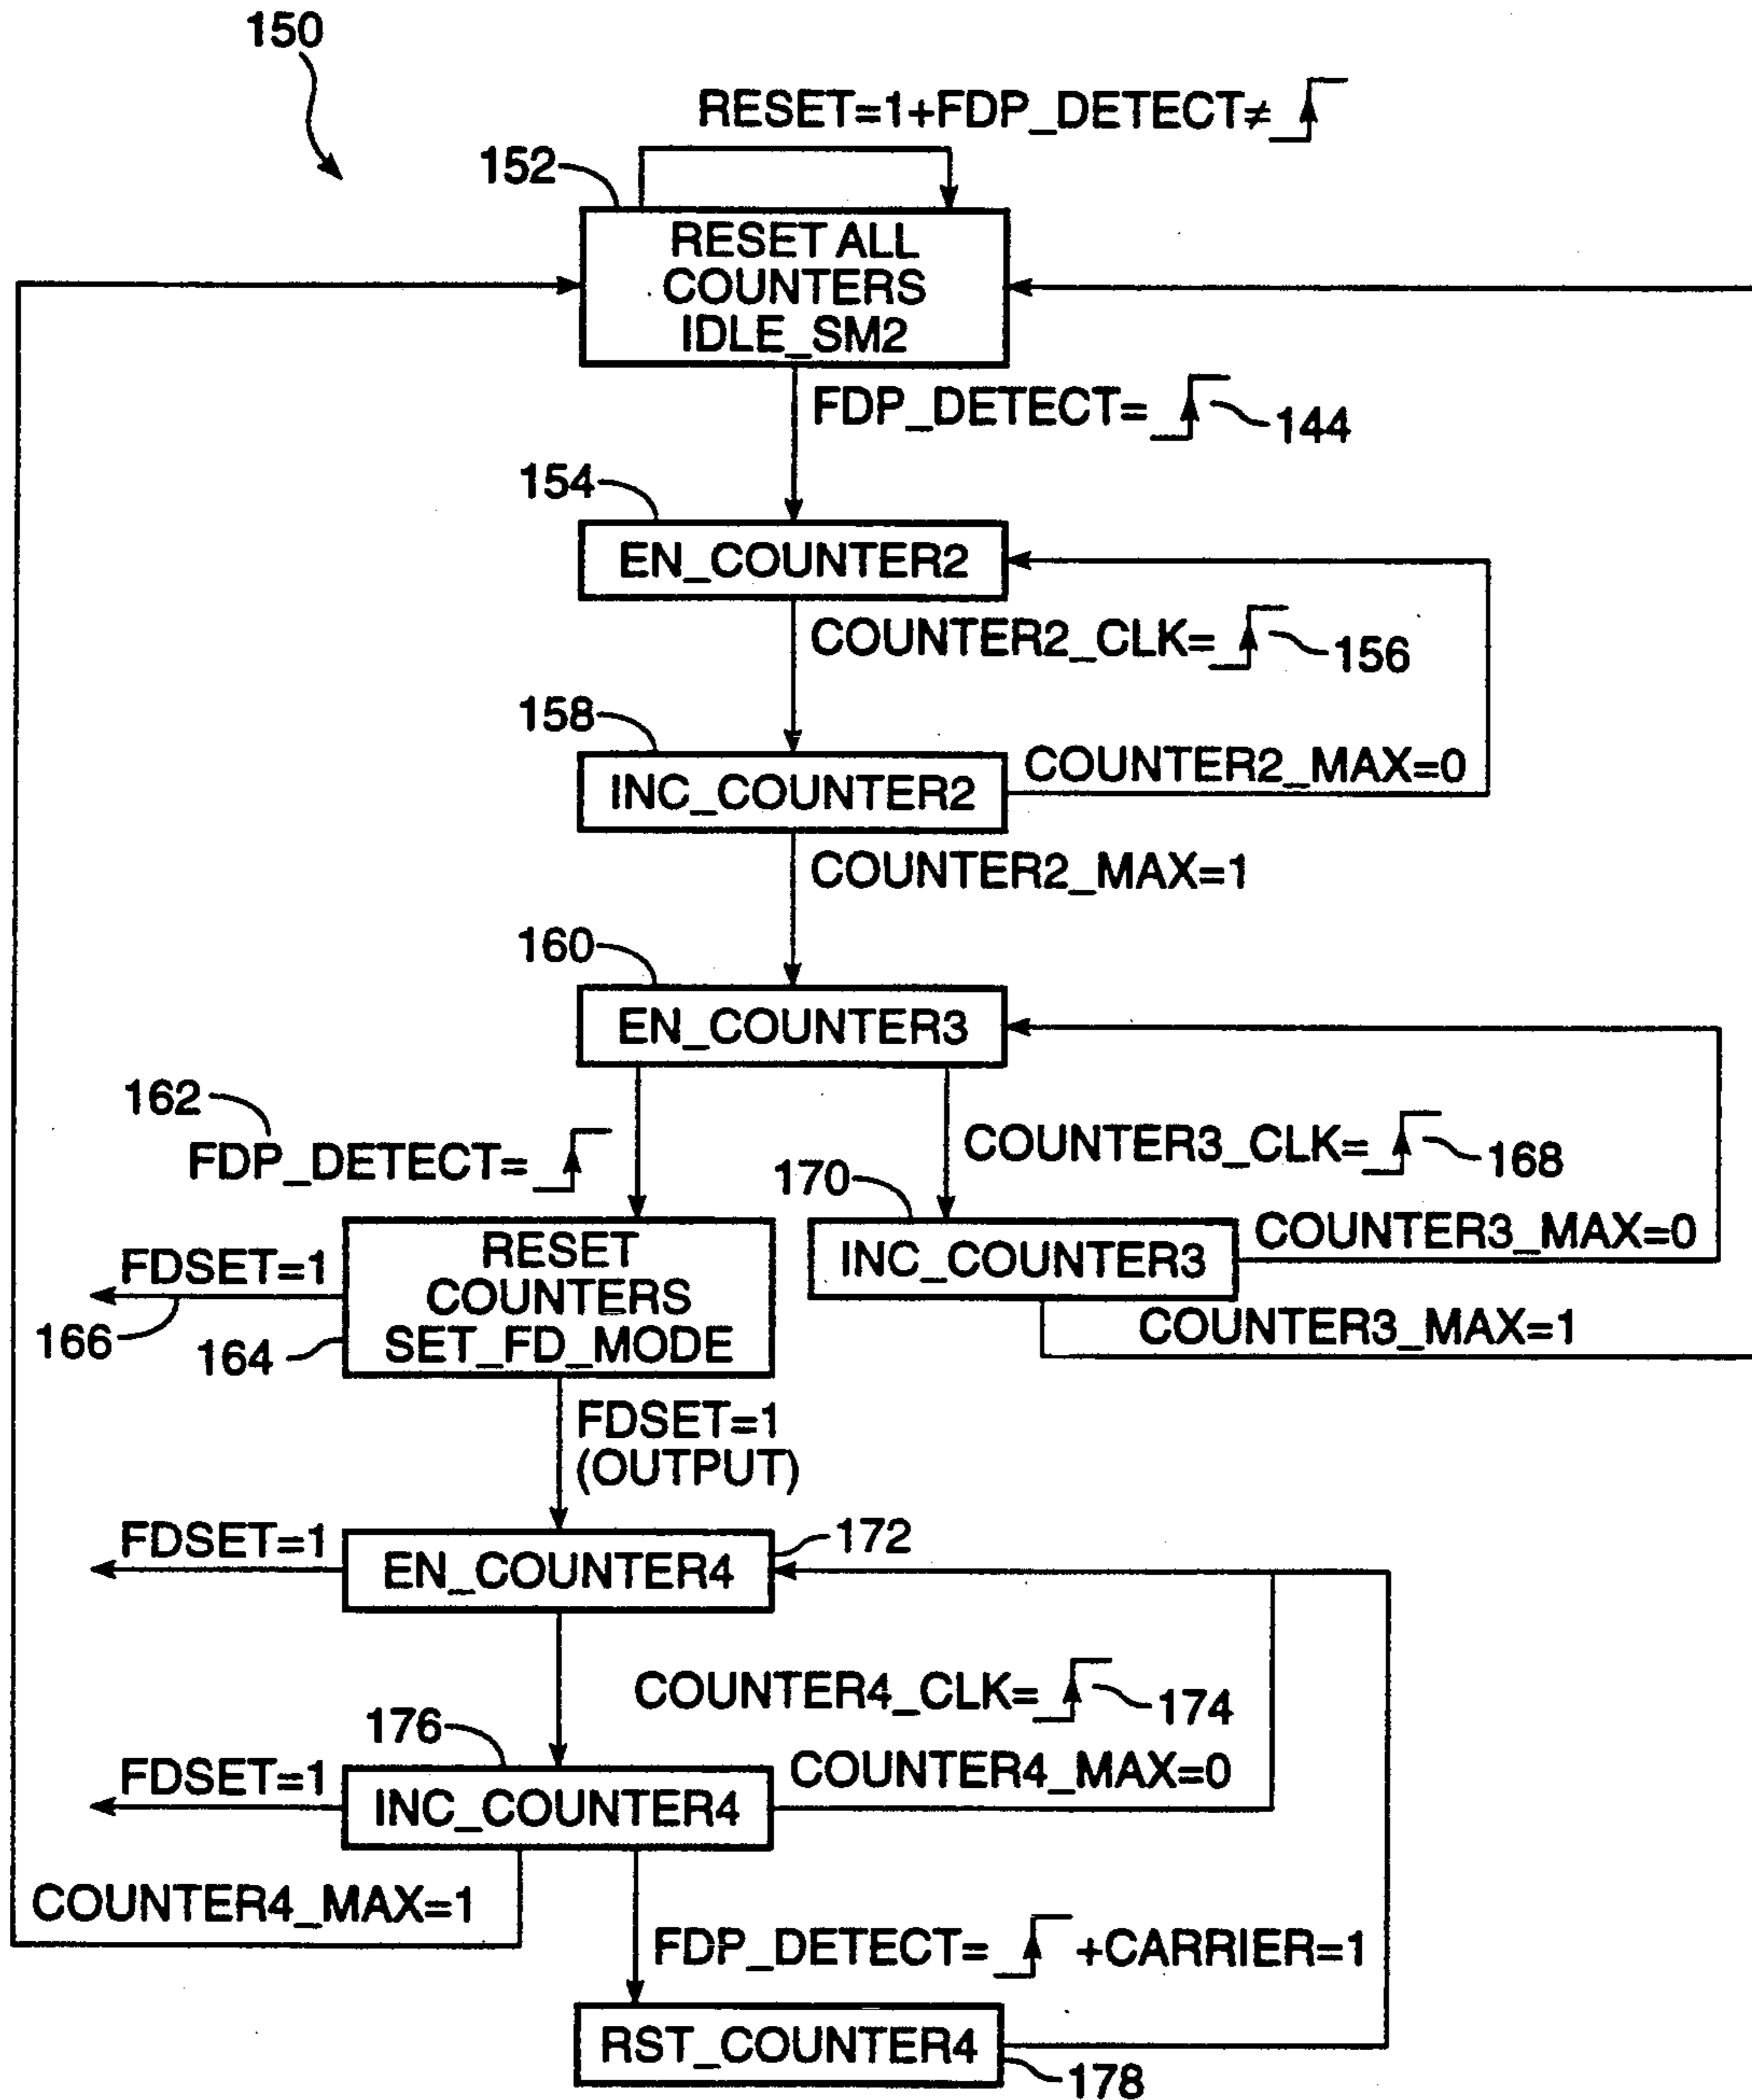 150
RESET=1+FDP_DETECT≠
152
RESET ALL
COUNTERS
IDLE_SM2
FDP_DETECT=
144
154
EN_COUNTER2
COUNTER2_CLK=
156
158
INC_COUNTER2
COUNTER2_MAX=0
COUNTER2_MAX=1
160
EN_COUNTER3
162
FDP_DETECT=
COUNTER3_CLK=
168
170
RESET
COUNTERS
SET_FD_MODE
FDSET=1
166
164
INC_COUNTER3
COUNTER3_MAX=0
COUNTER3_MAX=1
FDSET=1
(OUTPUT)
FDSET=1
EN_COUNTER4
172
COUNTER4_CLK=
174
176
FDSET=1
INC_COUNTER4
COUNTER4_MAX=0
COUNTER4_MAX=1
FDP_DETECT= +CARRIER=1
RST_COUNTER4
178